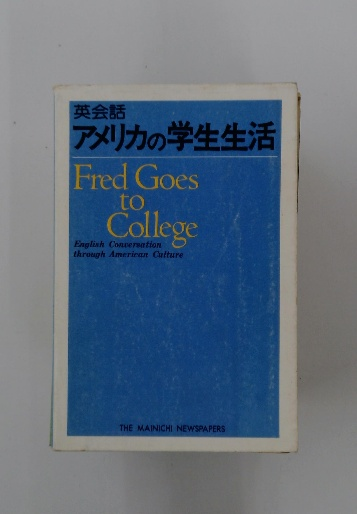 英会話
アメリカの学生生活
Fred Goes
to
College
English Conversation
through American Culture
THE MAINICHI NEWSPAPERS